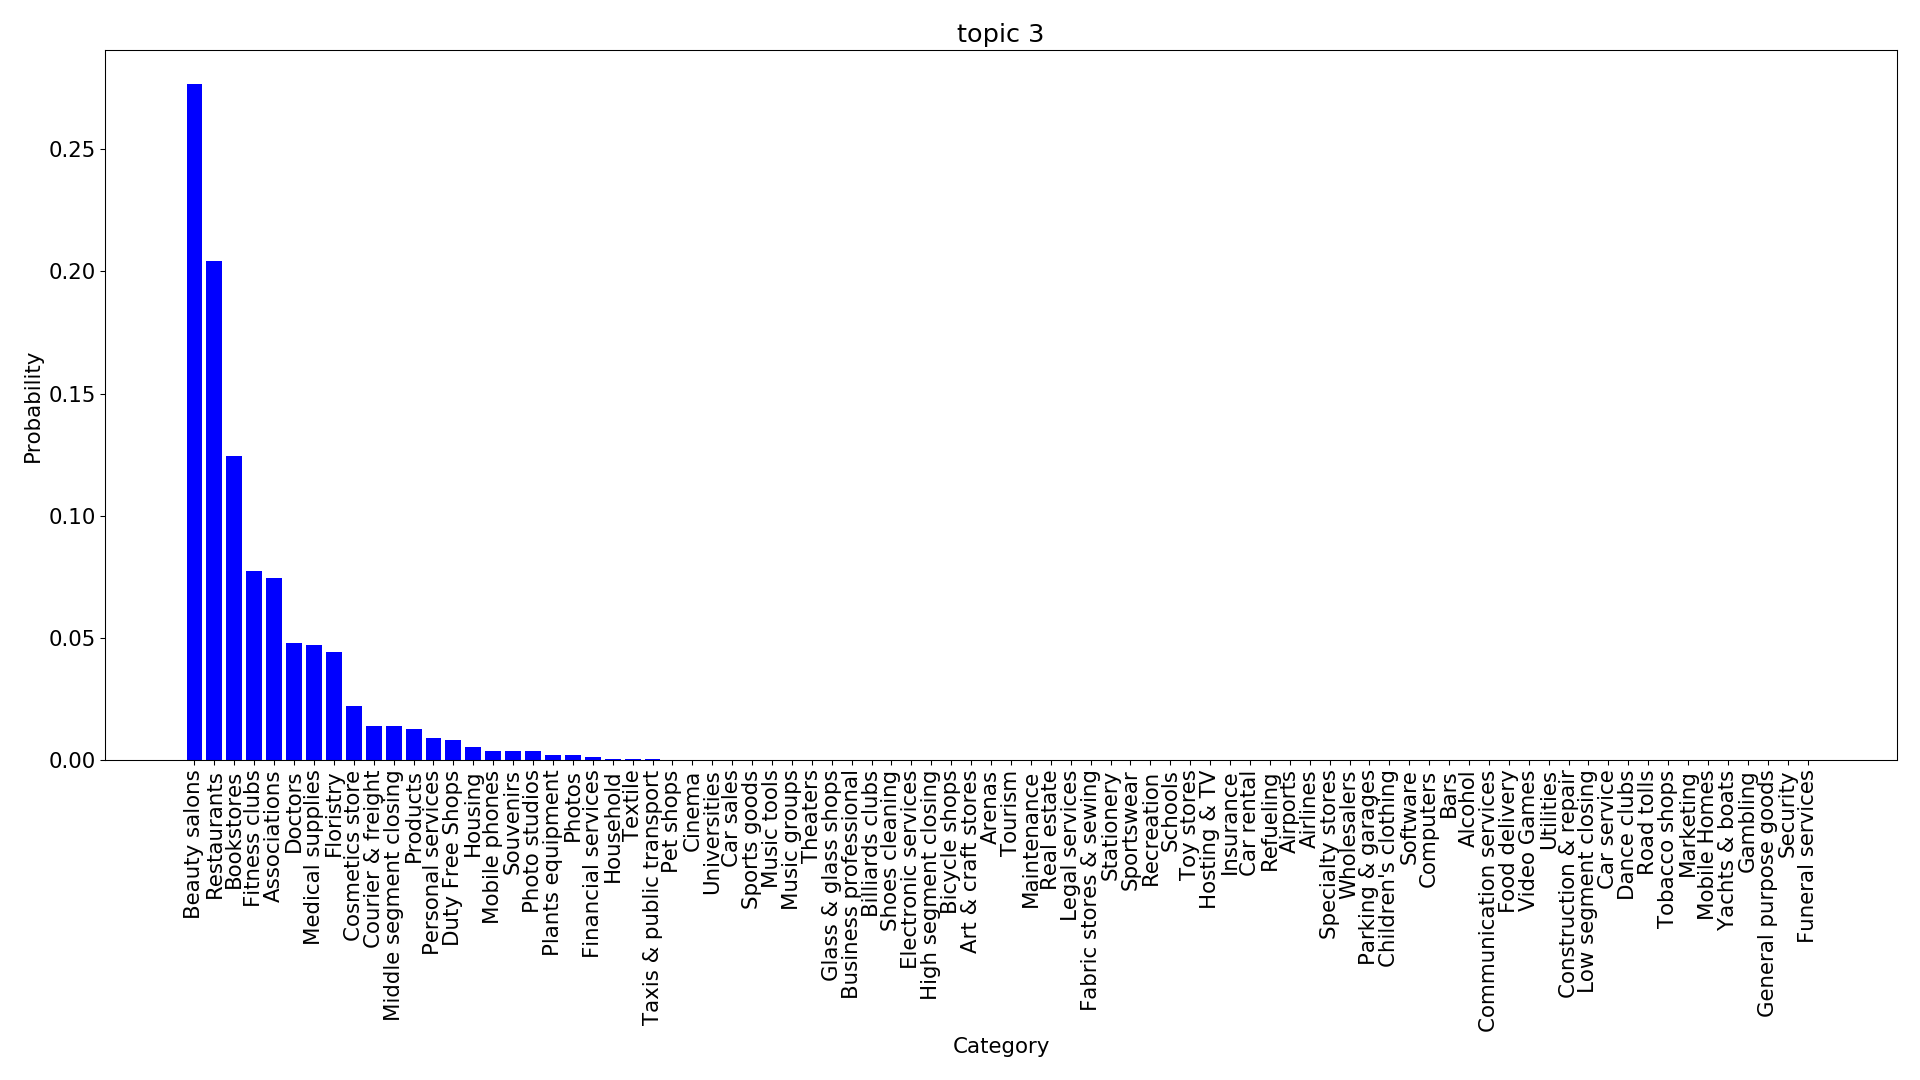 topic 3
Probability
0.25
0.20
0.15
0.10
0.05
0.00
Beauty salons
Restaurants
Bookstores
Fitness clubs
Associations
Doctors
Medical supplies
Floristry
Cosmetics store
Courier & freight
Middle segment closing
Products
Personal services
Duty Free Shops
Housing
Mobile phones
Souvenirs
Photo studios
Plants equipment
Photos
Financial services
Household
Textile
Taxis & public transport
Pet shops
Cinema
Universities
Car sales
Sports goods
Music tools
Music groups
Theaters
Glass & glass shops
Business professional
Billiards clubs
Shoes cleaning
Electronic services
High segment closing
Bicycle shops
Art & craft stores
Arenas
Tourism
Maintenance
Real estate
Legal services
Fabric stores & sewing
Stationery
Sportswear
Recreation
Schools
Toy stores
Hosting & TV
Insurance
Car rental
Refueling
Airports
Airlines
Specialty stores
Wholesalers
Parking & garages
Children's clothing
Software
Computers
Bars
Alcohol
Communication services
Food delivery
Video Games
Utilities
Construction & repair
Low segment closing
Car service
Dance clubs
Road tolls
Tobacco shops
Marketing
Mobile Homes
Yachts & boats
Gambling
General purpose goods
Security
Funeral services
Category